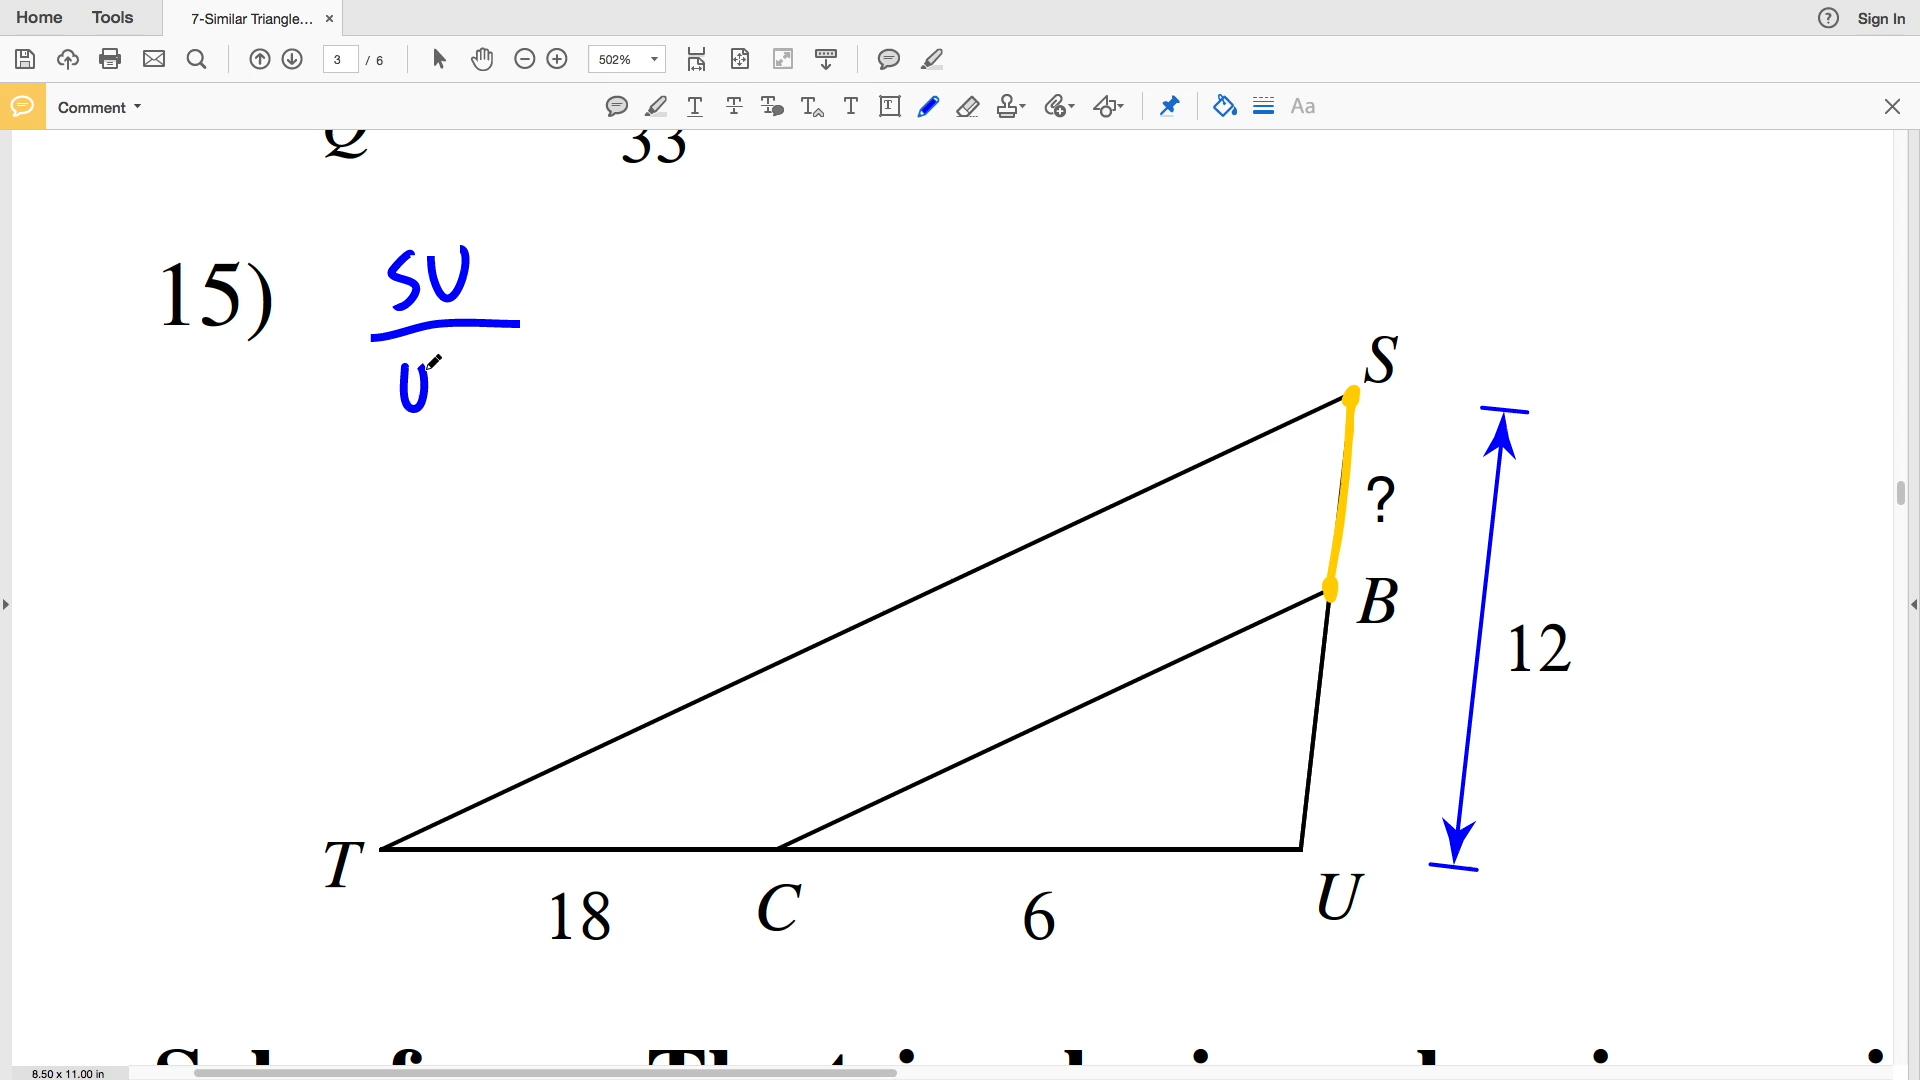 Home Tools 7-Similar Triangle... × ? Sign In
3 / 6 502%
Comment Aa
Q 33
15) SU
U
S
?
B
12
T 18 C 6 U
8.50 x 11.00 in